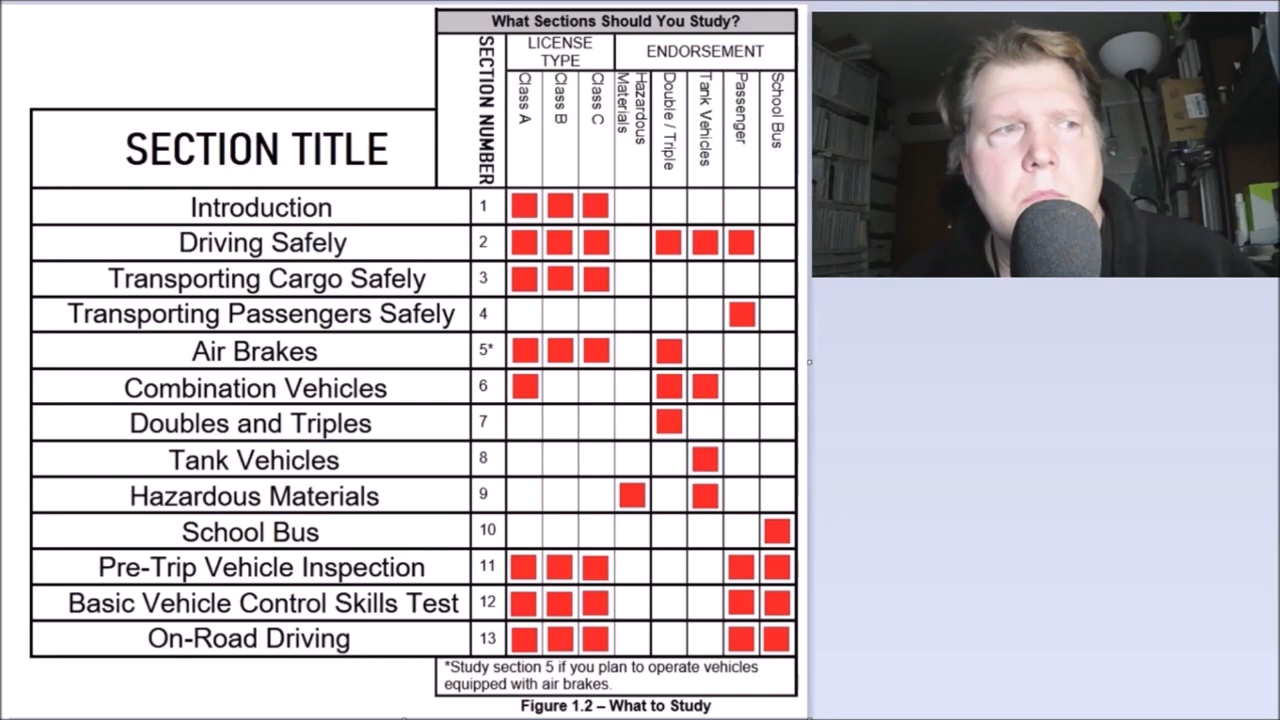 What Sections Should You Study?
LICENSE
TYPE
ENDORSEMENT
SECTION TITLE
SECTION NUMBER
Class A
Class B
Class C
Hazardous
Materials
Double / Triple
Tank Vehicles
Passenger
School Bus
Introduction 1
Driving Safely 2
Transporting Cargo Safely 3
Transporting Passengers Safely 4
Air Brakes 5*
Combination Vehicles 6
Doubles and Triples 7
Tank Vehicles 8
Hazardous Materials 9
School Bus 10
Pre-Trip Vehicle Inspection 11
Basic Vehicle Control Skills Test 12
On-Road Driving 13
*Study section 5 if you plan to operate vehicles
equipped with air brakes.
Figure 1.2 – What to Study